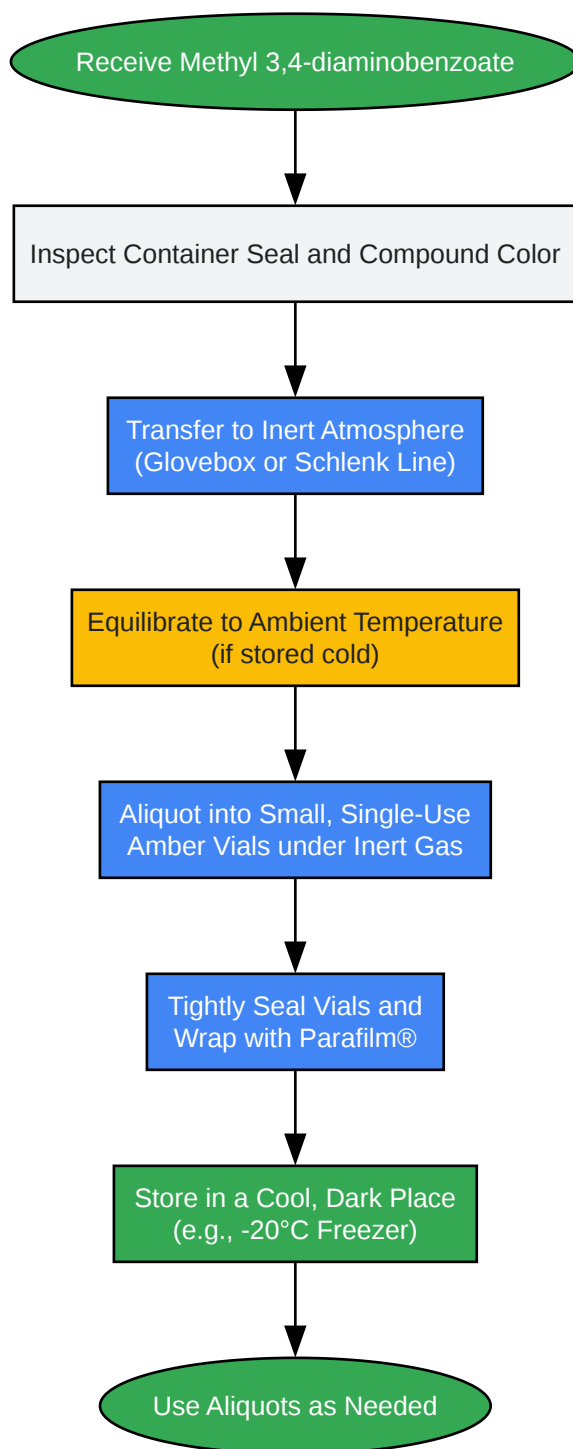 Receive Methyl 3,4-diaminobenzoate
Inspect Container Seal and Compound Color
Transfer to Inert Atmosphere
(Glovebox or Schlenk Line)
Equilibrate to Ambient Temperature
(if stored cold)
Aliquot into Small, Single-Use
Amber Vials under Inert Gas
Tightly Seal Vials and
Wrap with Parafilm®
Store in a Cool, Dark Place
(e.g., -20°C Freezer)
Use Aliquots as Needed